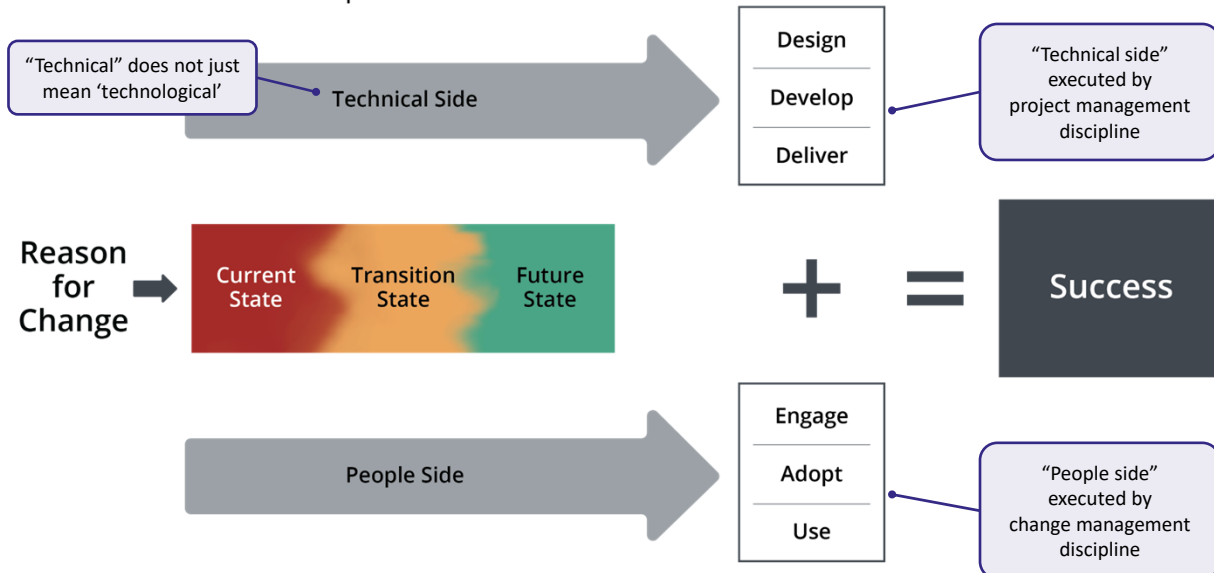 “Technical” does not just
mean ‘technological’
Technical Side
Design
Develop
Deliver
“Technical side”
executed by
project management
discipline
Reason
for
Change
Current
State
Transition
State
Future
State
+
=
Success
People Side
Engage
Adopt
Use
“People side”
executed by
change management
discipline